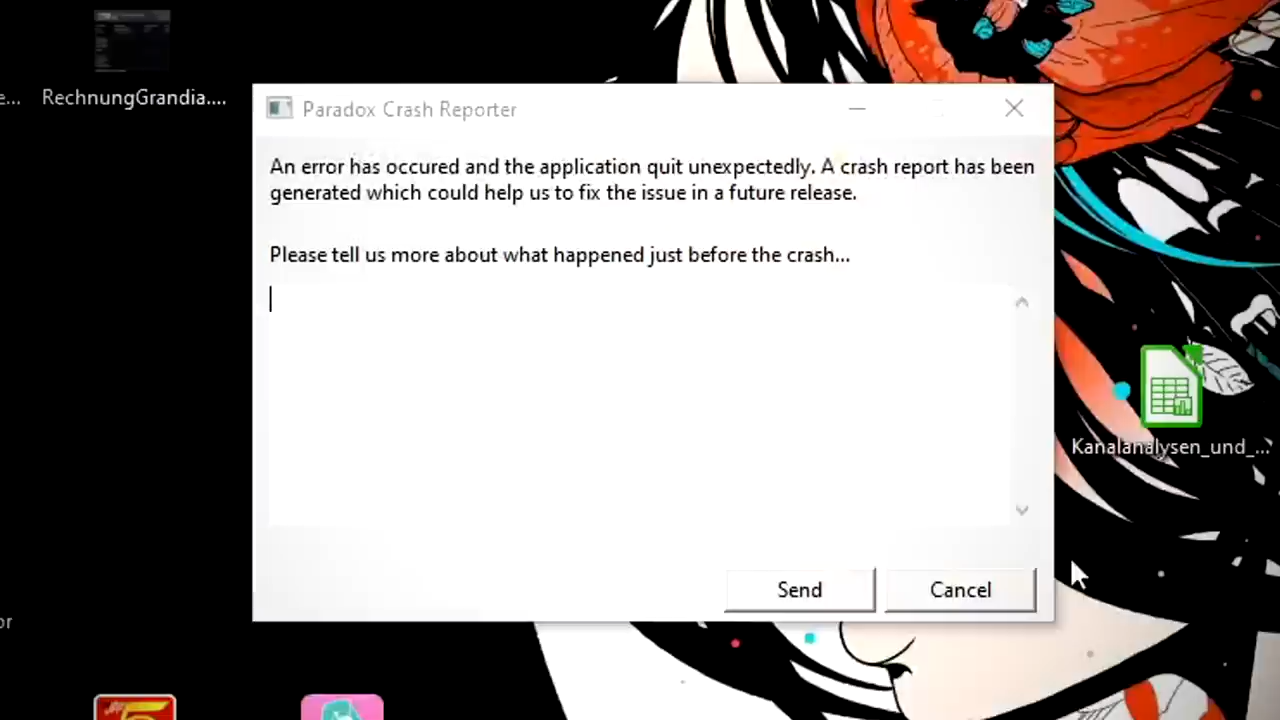 e...
RechnungGrandia....
Paradox Crash Reporter
An error has occured and the application quit unexpectedly. A crash report has been
generated which could help us to fix the issue in a future release.
Please tell us more about what happened just before the crash...
Kanalanalysen_und_...
Send
Cancel
or
5